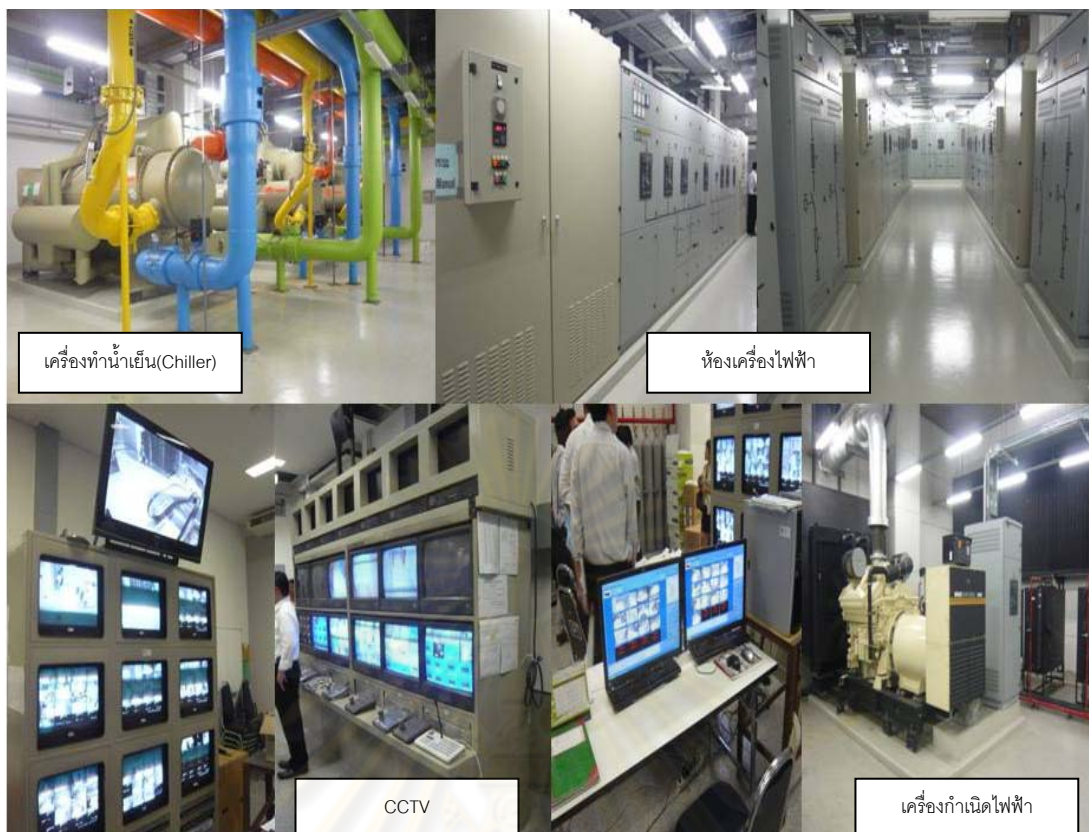 เครื่องทำน้ำเย็น(Chiller)
ห้องเครื่องไฟฟ้า
Manual
CCTV
เครื่องกำเนิดไฟฟ้า